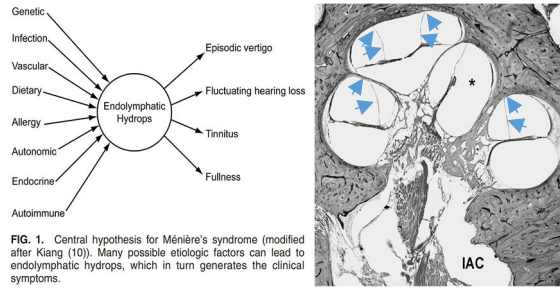 Genetic
Infection
Vascular
Dietary
Allergy
Autonomic
Endocrine
Autoimmune
Endolymphatic
Hydrops
Episodic vertigo
Fluctuating hearing loss
Tinnitus
Fullness
FIG. 1. Central hypothesis for Ménière's syndrome (modified
after Kiang (10)). Many possible etiologic factors can lead to
endolymphatic hydrops, which in turn generates the clinical
symptoms.
*
IAC